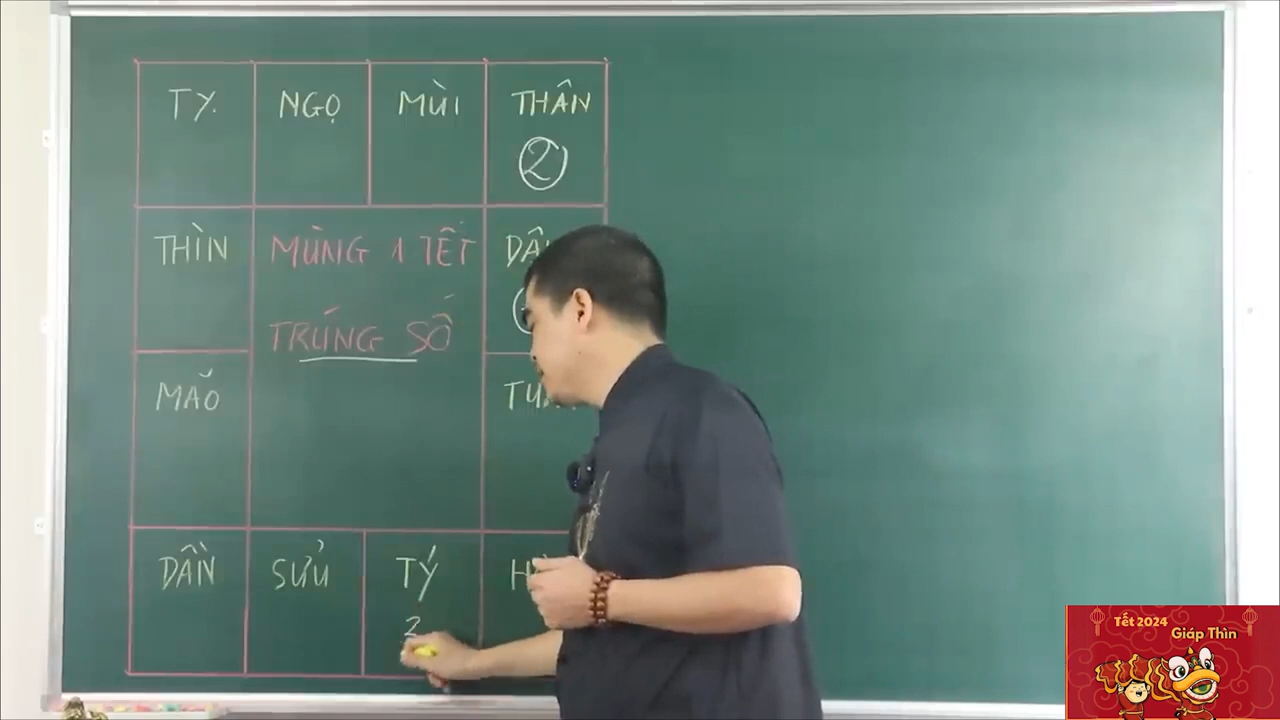 TỴ NGỌ MÙI THÂN
②
THÌN MÙNG 1 TẾT
TRÚNG SỐ
MÃO
DẦN SỬU TÝ
2
Tết 2024
Giáp Thìn